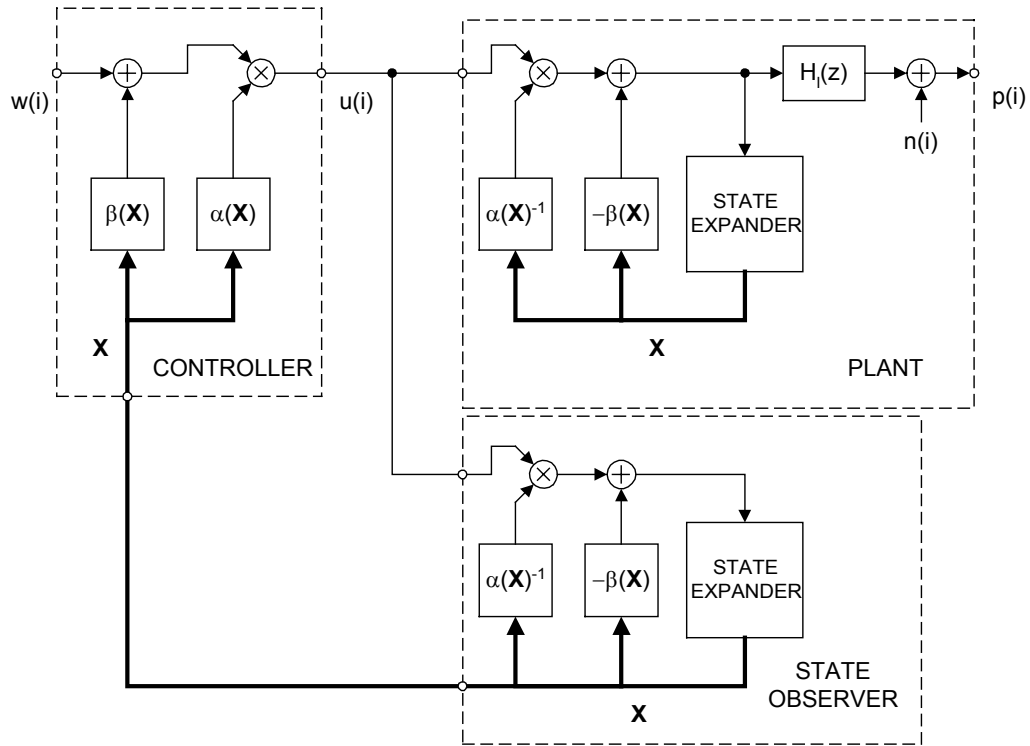 w(i)
β(X)
α(X)
X
CONTROLLER
u(i)
α(X)⁻¹
−β(X)
STATE
EXPANDER
H_l(z)
n(i)
p(i)
X
PLANT
α(X)⁻¹
−β(X)
STATE
EXPANDER
X
STATE
OBSERVER